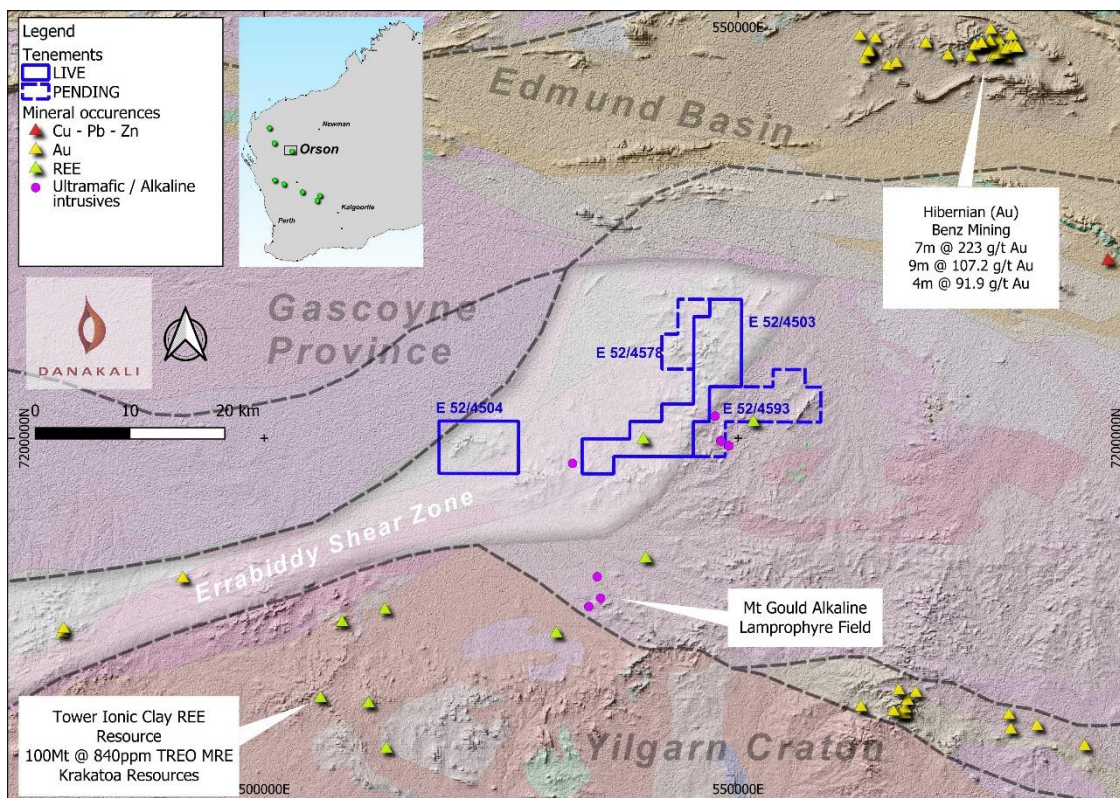 Legend
Tenements
LIVE
PENDING
Mineral occurences
Cu - Pb - Zn
Au
REE
Ultramafic / Alkaline
intrusives
Newman
Orson
Kalgoorlie
Perth
550000E
Edmund Basin
Hibernian (Au)
Benz Mining
7m @ 223 g/t Au
9m @ 107.2 g/t Au
4m @ 91.9 g/t Au
Gascoyne
Province
DANAKALI
0 10 20 km
7200000N
E 52/4503
E 52/4578
E 52/4593
E 52/4504
7200000N
Errabiddy Shear Zone
Mt Gould Alkaline
Lamprophyre Field
Tower Ionic Clay REE
Resource
100Mt @ 840ppm TREO MRE
Krakatoa Resources
Yilgarn Craton
500000E
550000E